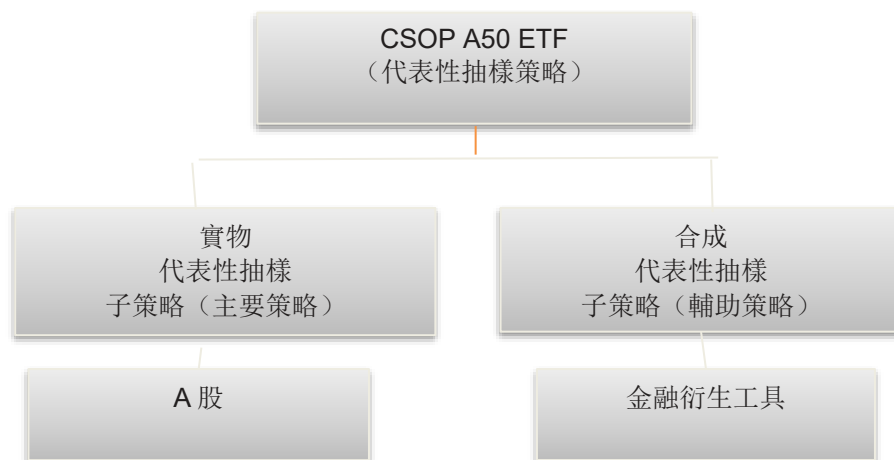 CSOP A50 ETF
（代表性抽樣策略）
實物
代表性抽樣
子策略（主要策略）
合成
代表性抽樣
子策略（輔助策略）
A 股
金融衍生工具